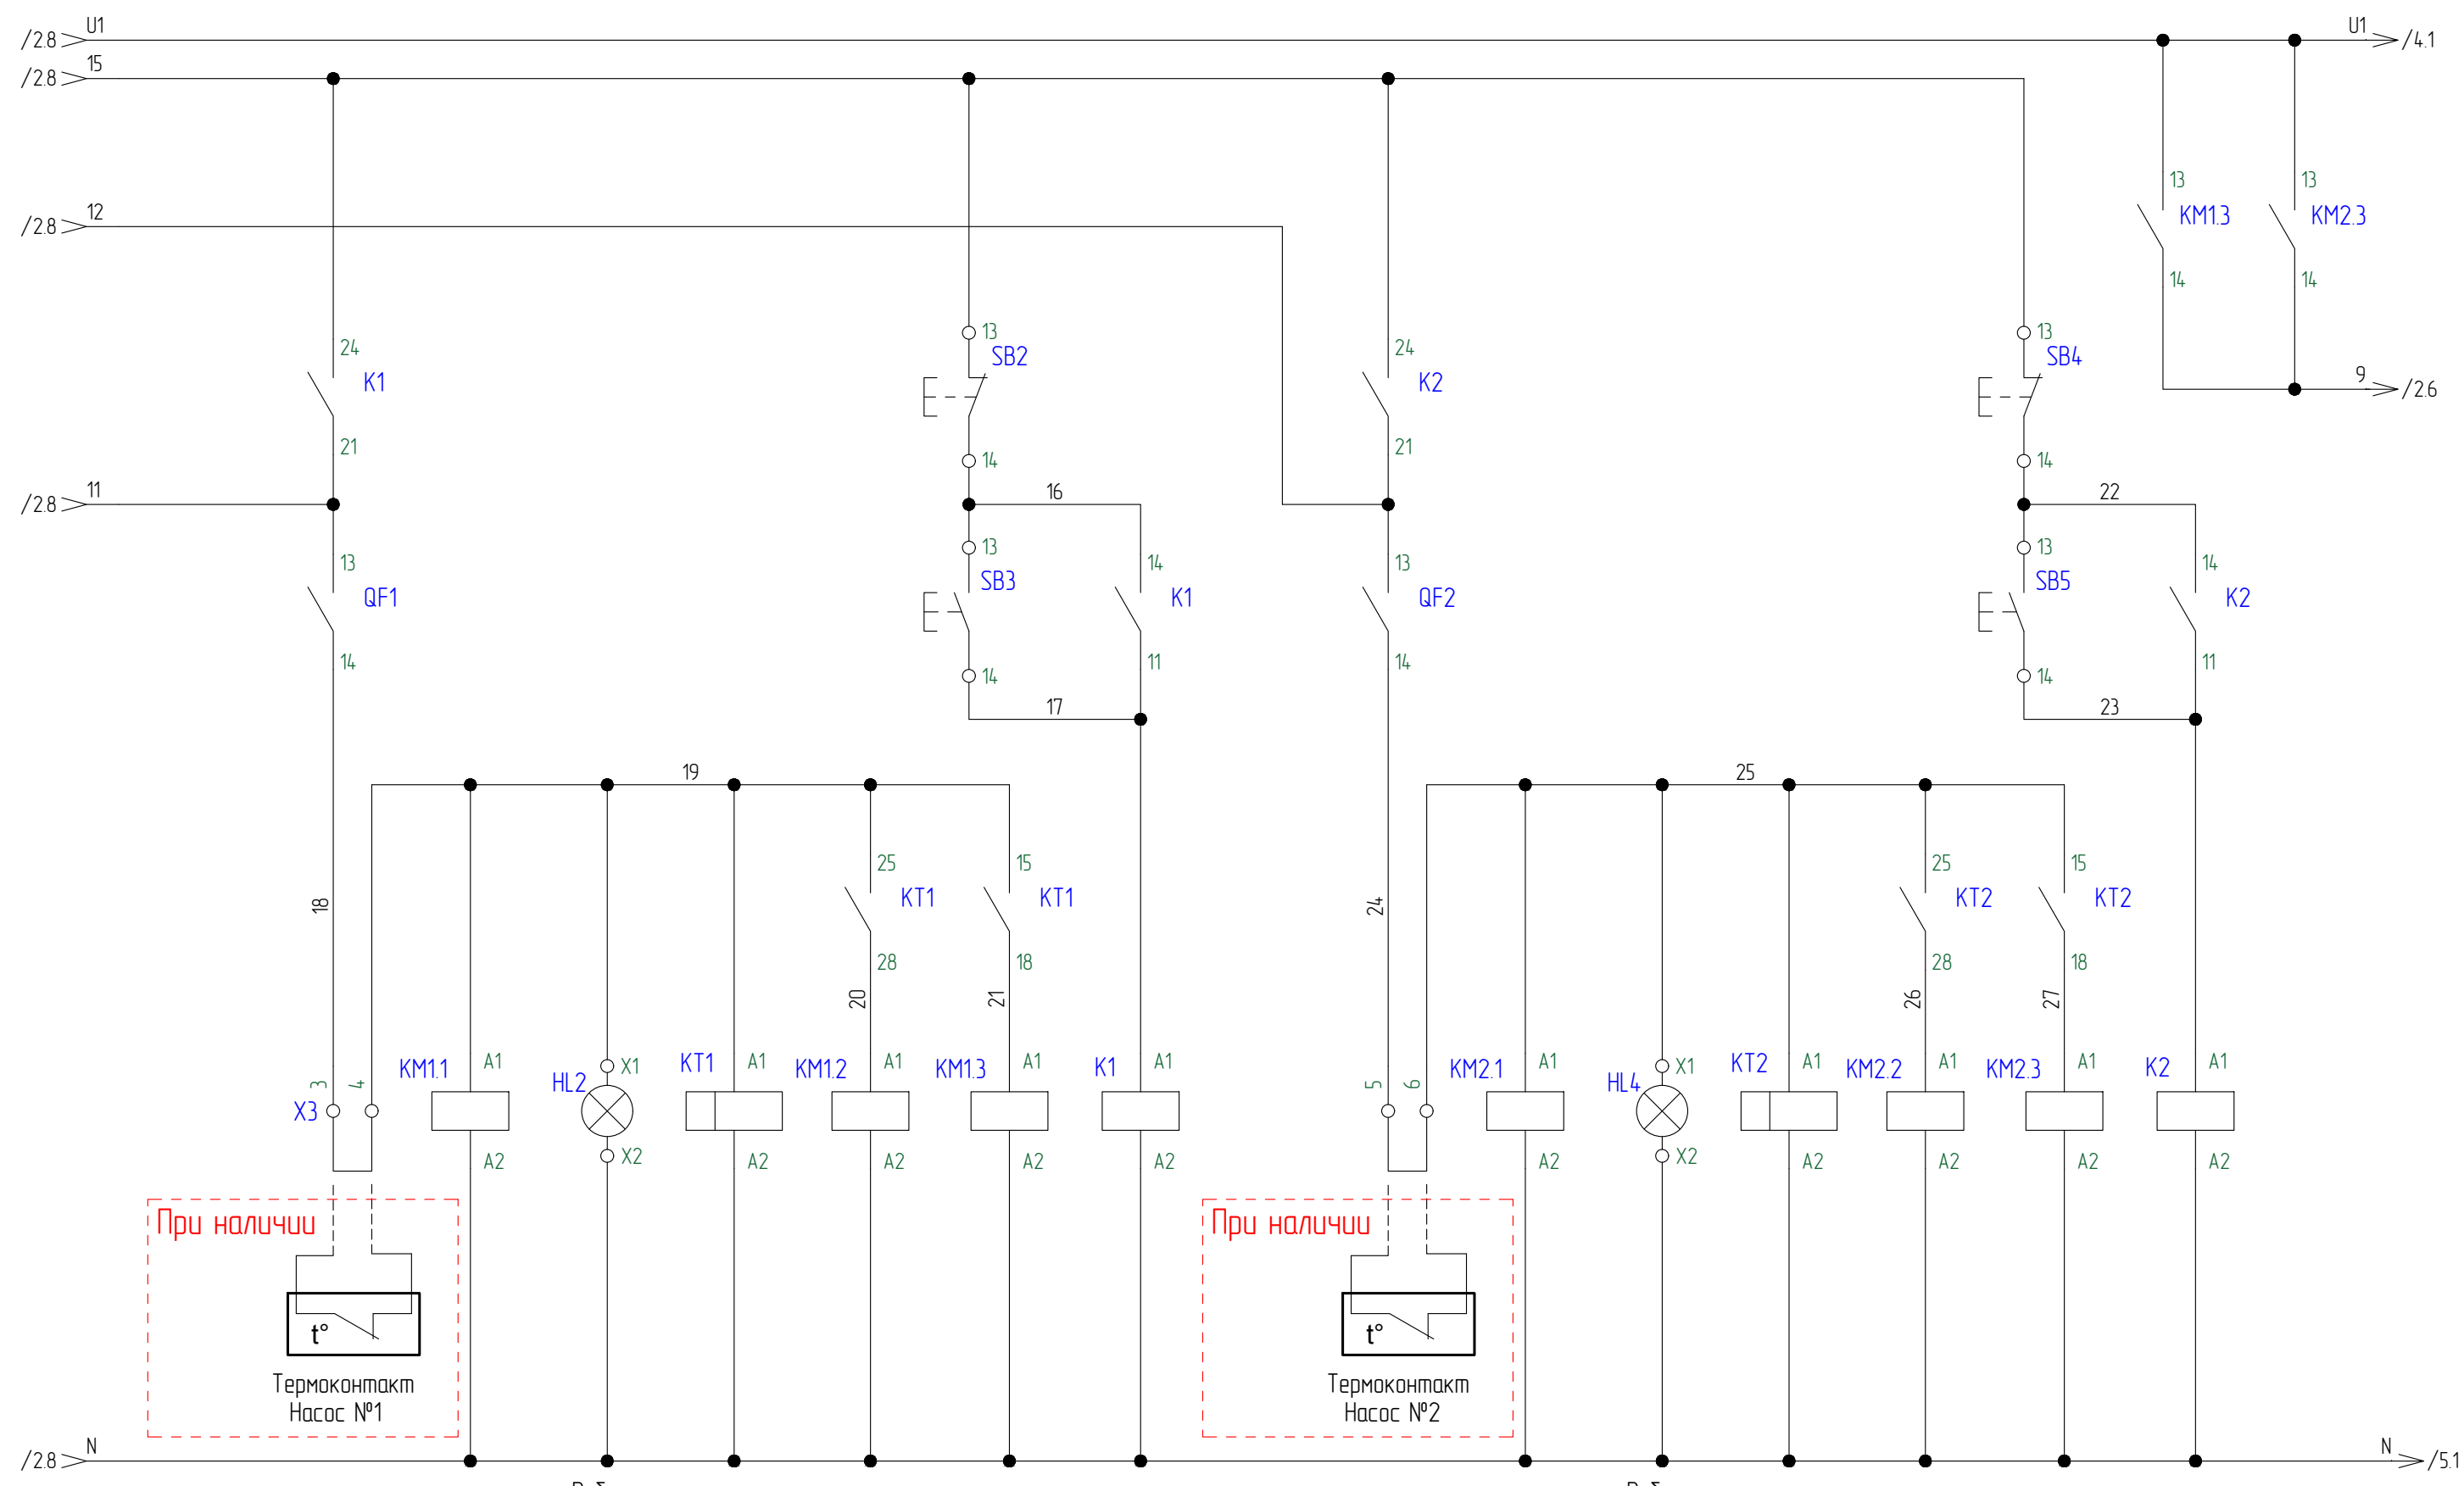 U1
U1
/2.8
/4.1
15
/2.8
13
13
12
KM1.3
KM2.3
/2.8
14
14
13
13
24
SB2
24
SB4
K1
K2
9
/2.6
21
21
14
14
11
16
22
/2.8
13
13
13
14
13
13
14
QF1
SB3
K1
QF2
SB5
K2
14
14
11
14
14
11
17
23
19
25
25
15
25
15
18
KT1
KT1
24
KT2
KT2
28
18
28
18
20
21
26
27
3
4
KM1.1
A1
HL2
X1
KT1
A1
KM1.2
A1
KM1.3
A1
K1
A1
5
6
KM2.1
A1
HL4
X1
KT2
A1
KM2.2
A1
KM2.3
A1
K2
A1
X3
A2
X2
A2
A2
A2
A2
A2
X2
A2
A2
A2
A2
При наличии
При наличии
t°
t°
Термоконтакт
Насос №1
Термоконтакт
Насос №2
N
N
/2.8
/5.1